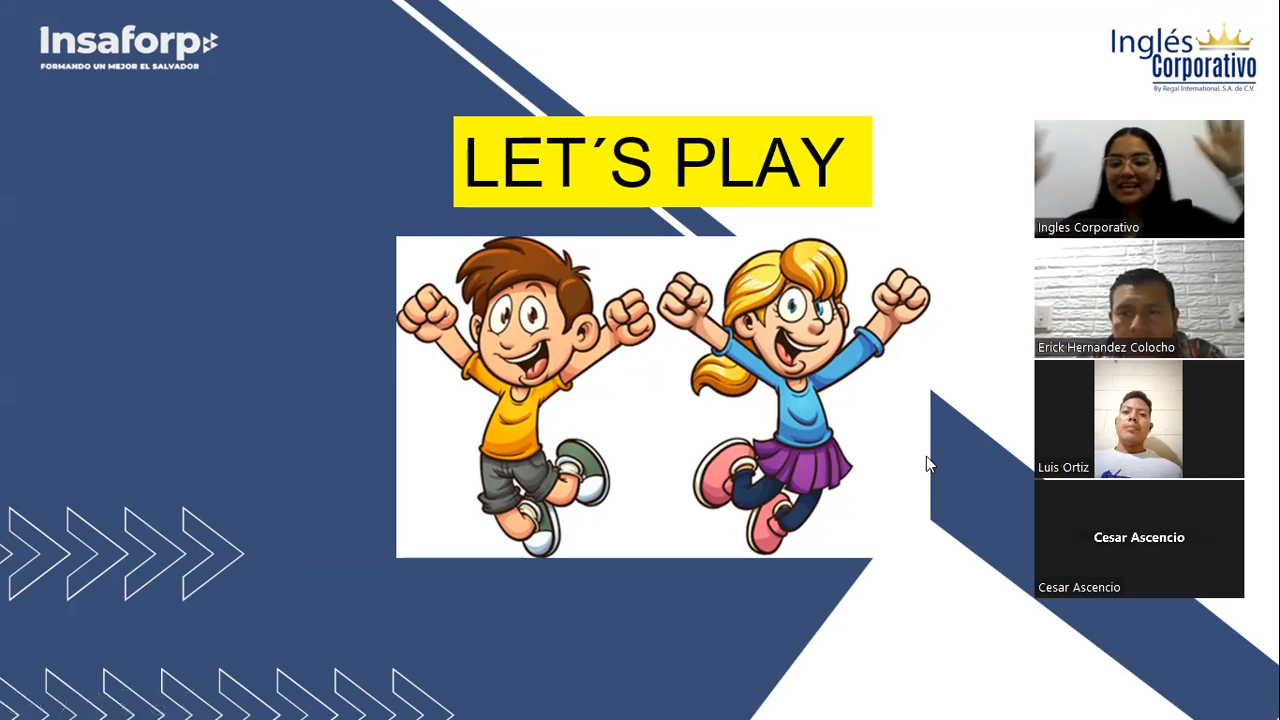 Insaforp
FORMANDO UN MEJOR EL SALVADOR
Inglés
Corporativo
By Regal International, S.A. de C.V.
LET´S PLAY
Ingles Corporativo
Erick Hernandez Colocho
Luis Ortiz
Cesar Ascencio
Cesar Ascencio